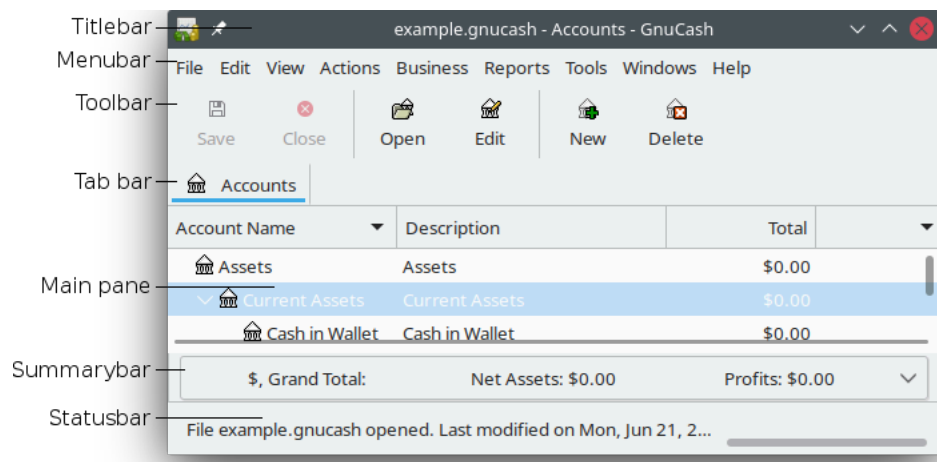 Titlebar example.gnucash - Accounts - GnuCash
Menubar File Edit View Actions Business Reports Tools Windows Help
Toolbar
Save Close Open Edit New Delete
Tab bar Accounts
Account Name Description Total
Assets Assets $0.00
Main pane
Current Assets Current Assets $0.00
Cash in Wallet Cash in Wallet $0.00
Summarybar $, Grand Total: Net Assets: $0.00 Profits: $0.00
Statusbar
File example.gnucash opened. Last modified on Mon, Jun 21, 2...